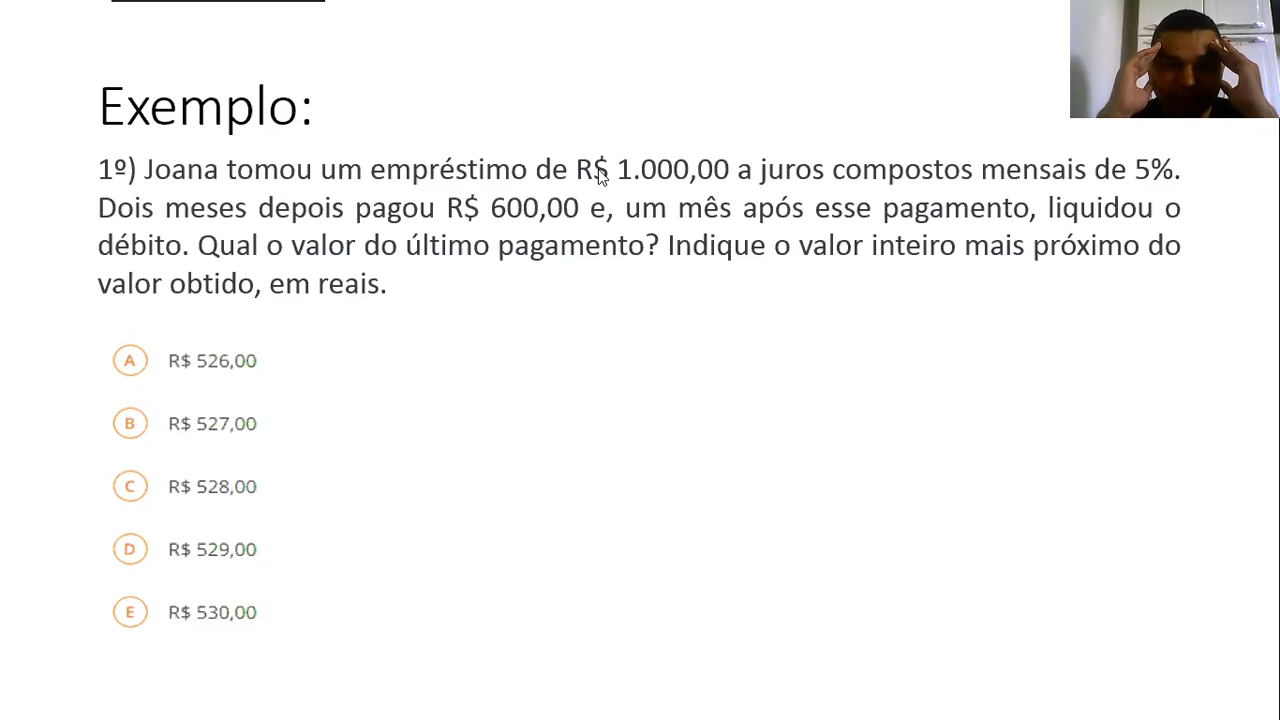 Exemplo:
1º) Joana tomou um empréstimo de R$ 1.000,00 a juros compostos mensais de 5%.
Dois meses depois pagou R$ 600,00 e, um mês após esse pagamento, liquidou o
débito. Qual o valor do último pagamento? Indique o valor inteiro mais próximo do
valor obtido, em reais.
A R$ 526,00
B R$ 527,00
C R$ 528,00
D R$ 529,00
E R$ 530,00